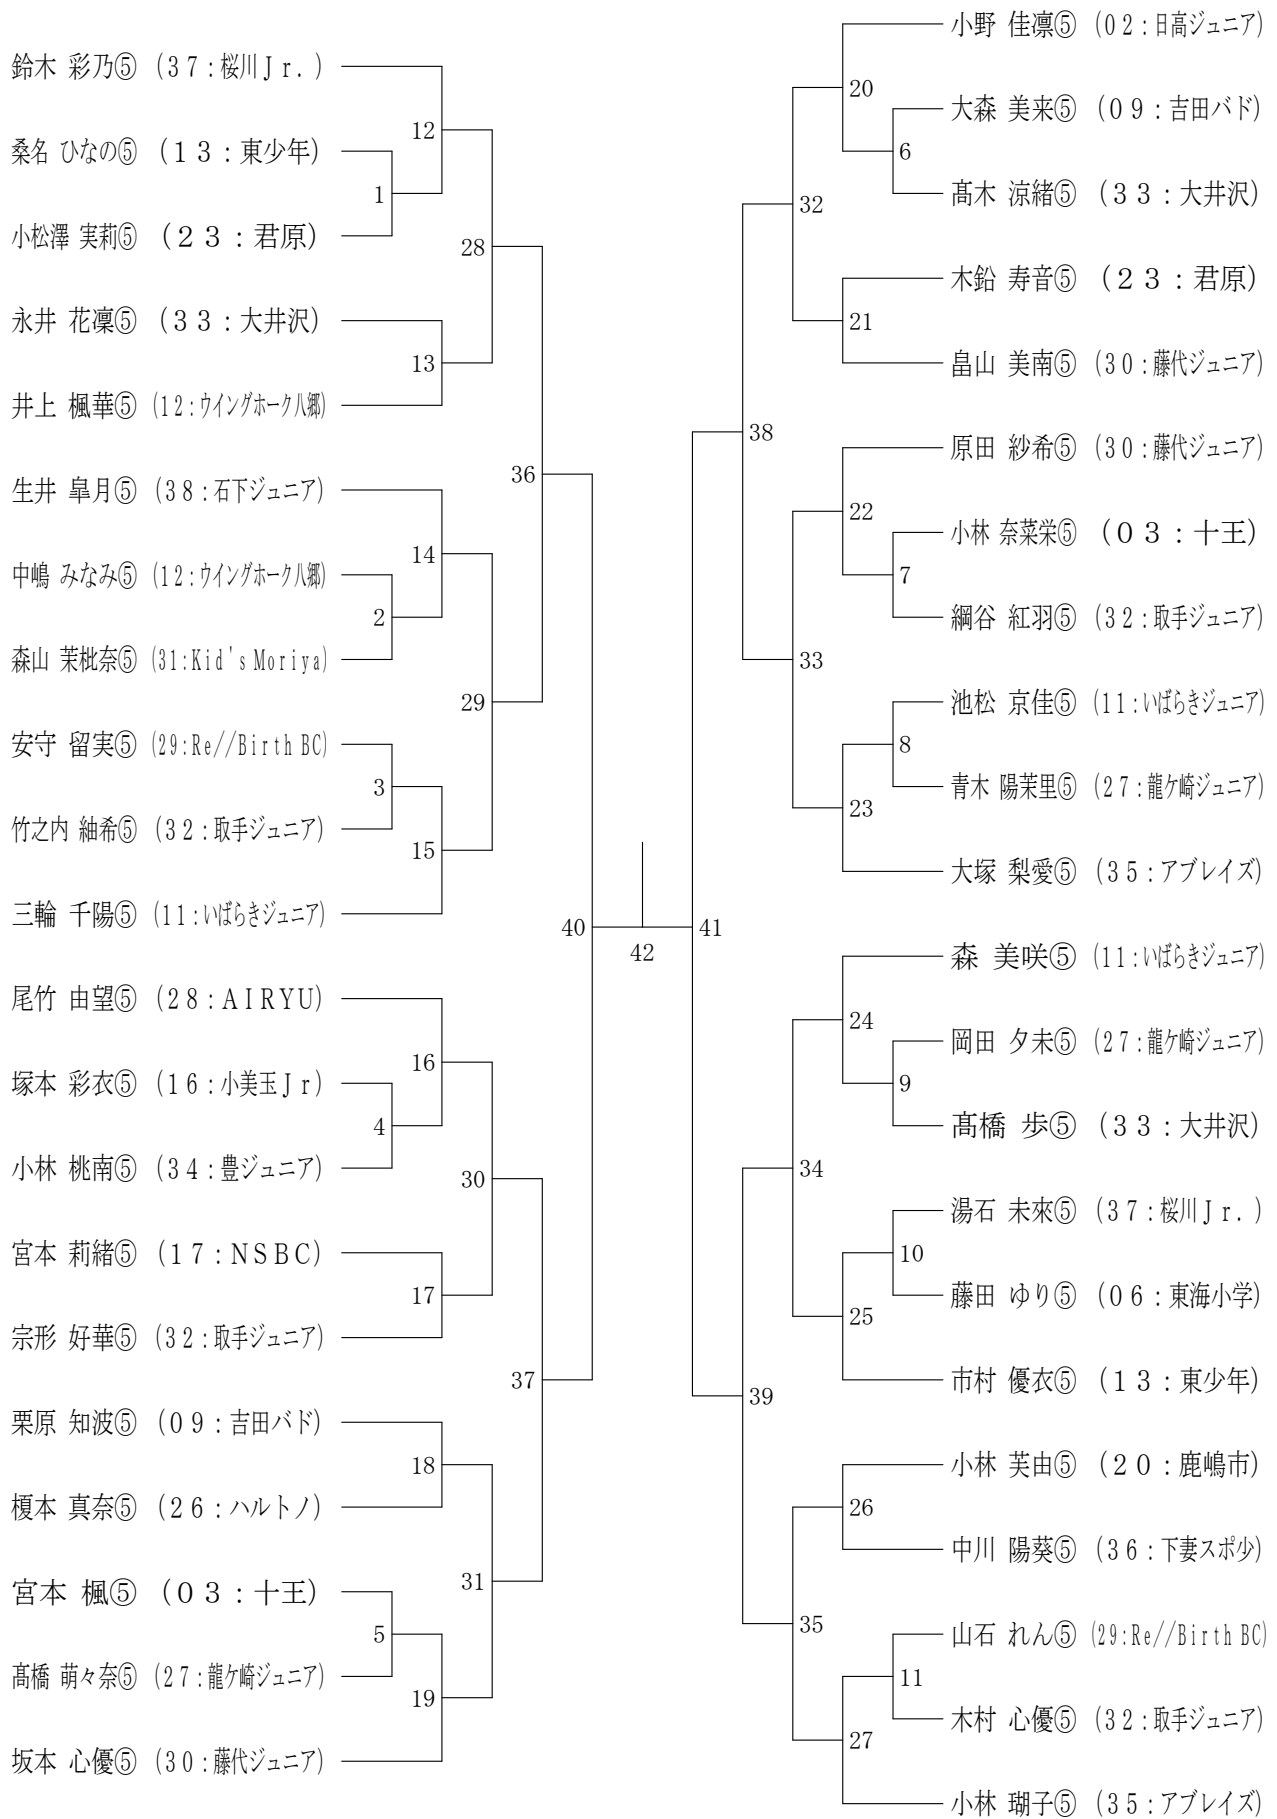 鈴木 彩乃⑤ (37:桜川Jr.)
桑名 ひなの⑤ (13:東少年)
小松澤 実莉⑤ (23:君原)
永井 花凜⑤ (33:大井沢)
井上 楓華⑤ (12:ウイングホーク八郷)
生井 皐月⑤ (38:石下ジュニア)
中嶋 みなみ⑤ (12:ウイングホーク八郷)
森山 茉枇奈⑤ (31:Kid's Moriya)
安守 留実⑤ (29:Re//Birth BC)
竹之内 紬希⑤ (32:取手ジュニア)
三輪 千陽⑤ (11:いばらきジュニア)
尾竹 由望⑤ (28:AIRYU)
塚本 彩衣⑤ (16:小美玉Jr)
小林 桃南⑤ (34:豊ジュニア)
宮本 莉緒⑤ (17:NSBC)
宗形 好華⑤ (32:取手ジュニア)
栗原 知波⑤ (09:吉田バド)
榎本 真奈⑤ (26:ハルトノ)
宮本 楓⑤ (03:十王)
髙橋 萌々奈⑤ (27:龍ケ崎ジュニア)
坂本 心優⑤ (30:藤代ジュニア)
1
2
3
4
5
12
13
14
15
16
17
18
19
28
29
30
31
36
37
40
42
41
38
39
32
33
34
35
20
21
22
23
24
25
26
27
6
7
8
9
10
11
小野 佳凛⑤ (02:日高ジュニア)
大森 美来⑤ (09:吉田バド)
髙木 涼緒⑤ (33:大井沢)
木鉛 寿音⑤ (23:君原)
畠山 美南⑤ (30:藤代ジュニア)
原田 紗希⑤ (30:藤代ジュニア)
小林 奈菜栄⑤ (03:十王)
綱谷 紅羽⑤ (32:取手ジュニア)
池松 京佳⑤ (11:いばらきジュニア)
青木 陽茉里⑤ (27:龍ケ崎ジュニア)
大塚 梨愛⑤ (35:アブレイズ)
森 美咲⑤ (11:いばらきジュニア)
岡田 夕未⑤ (27:龍ケ崎ジュニア)
髙橋 歩⑤ (33:大井沢)
湯石 未來⑤ (37:桜川Jr.)
藤田 ゆり⑤ (06:東海小学)
市村 優衣⑤ (13:東少年)
小林 芙由⑤ (20:鹿嶋市)
中川 陽葵⑤ (36:下妻スポ少)
山石 れん⑤ (29:Re//Birth BC)
木村 心優⑤ (32:取手ジュニア)
小林 瑚子⑤ (35:アブレイズ)